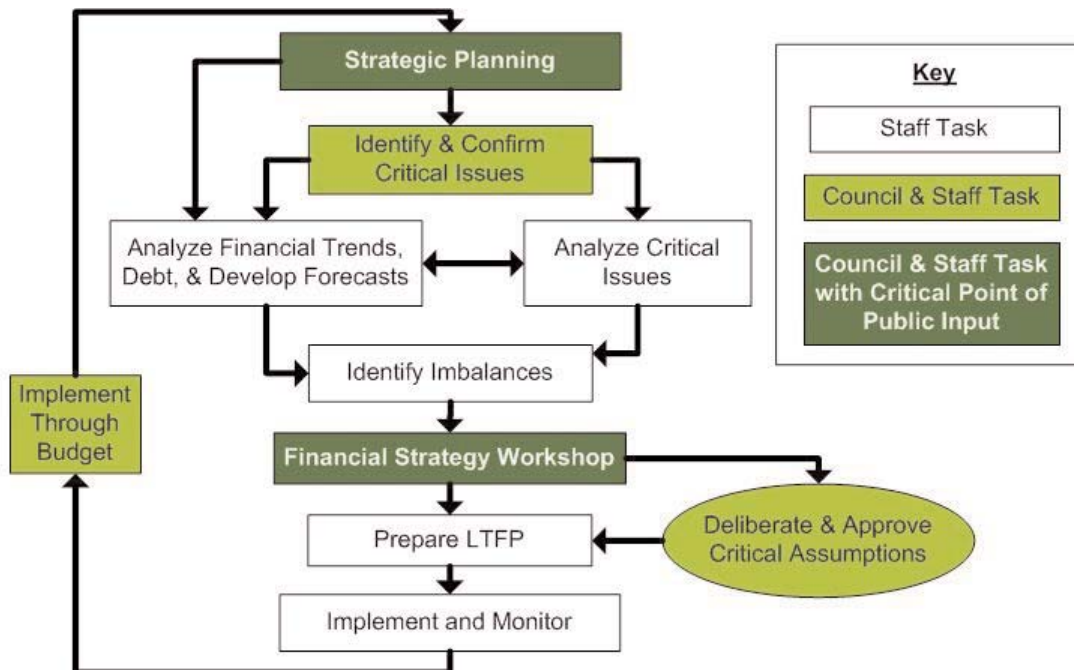 Strategic Planning
Identify & Confirm
Critical Issues
Analyze Financial Trends,
Debt, & Develop Forecasts
Analyze Critical
Issues
Identify Imbalances
Implement
Through
Budget
Financial Strategy Workshop
Deliberate & Approve
Critical Assumptions
Prepare LTFP
Implement and Monitor
Key
Staff Task
Council & Staff Task
Council & Staff Task
with Critical Point of
Public Input